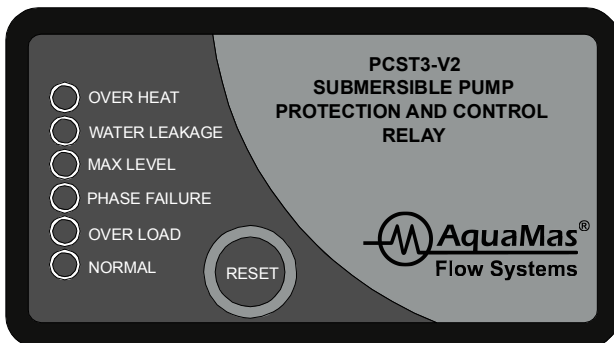 PCST3-V2
SUBMERSIBLE PUMP
PROTECTION AND CONTROL
RELAY
OVER HEAT
WATER LEAKAGE
MAX LEVEL
PHASE FAILURE
OVER LOAD
NORMAL
RESET
AquaMas®
Flow Systems